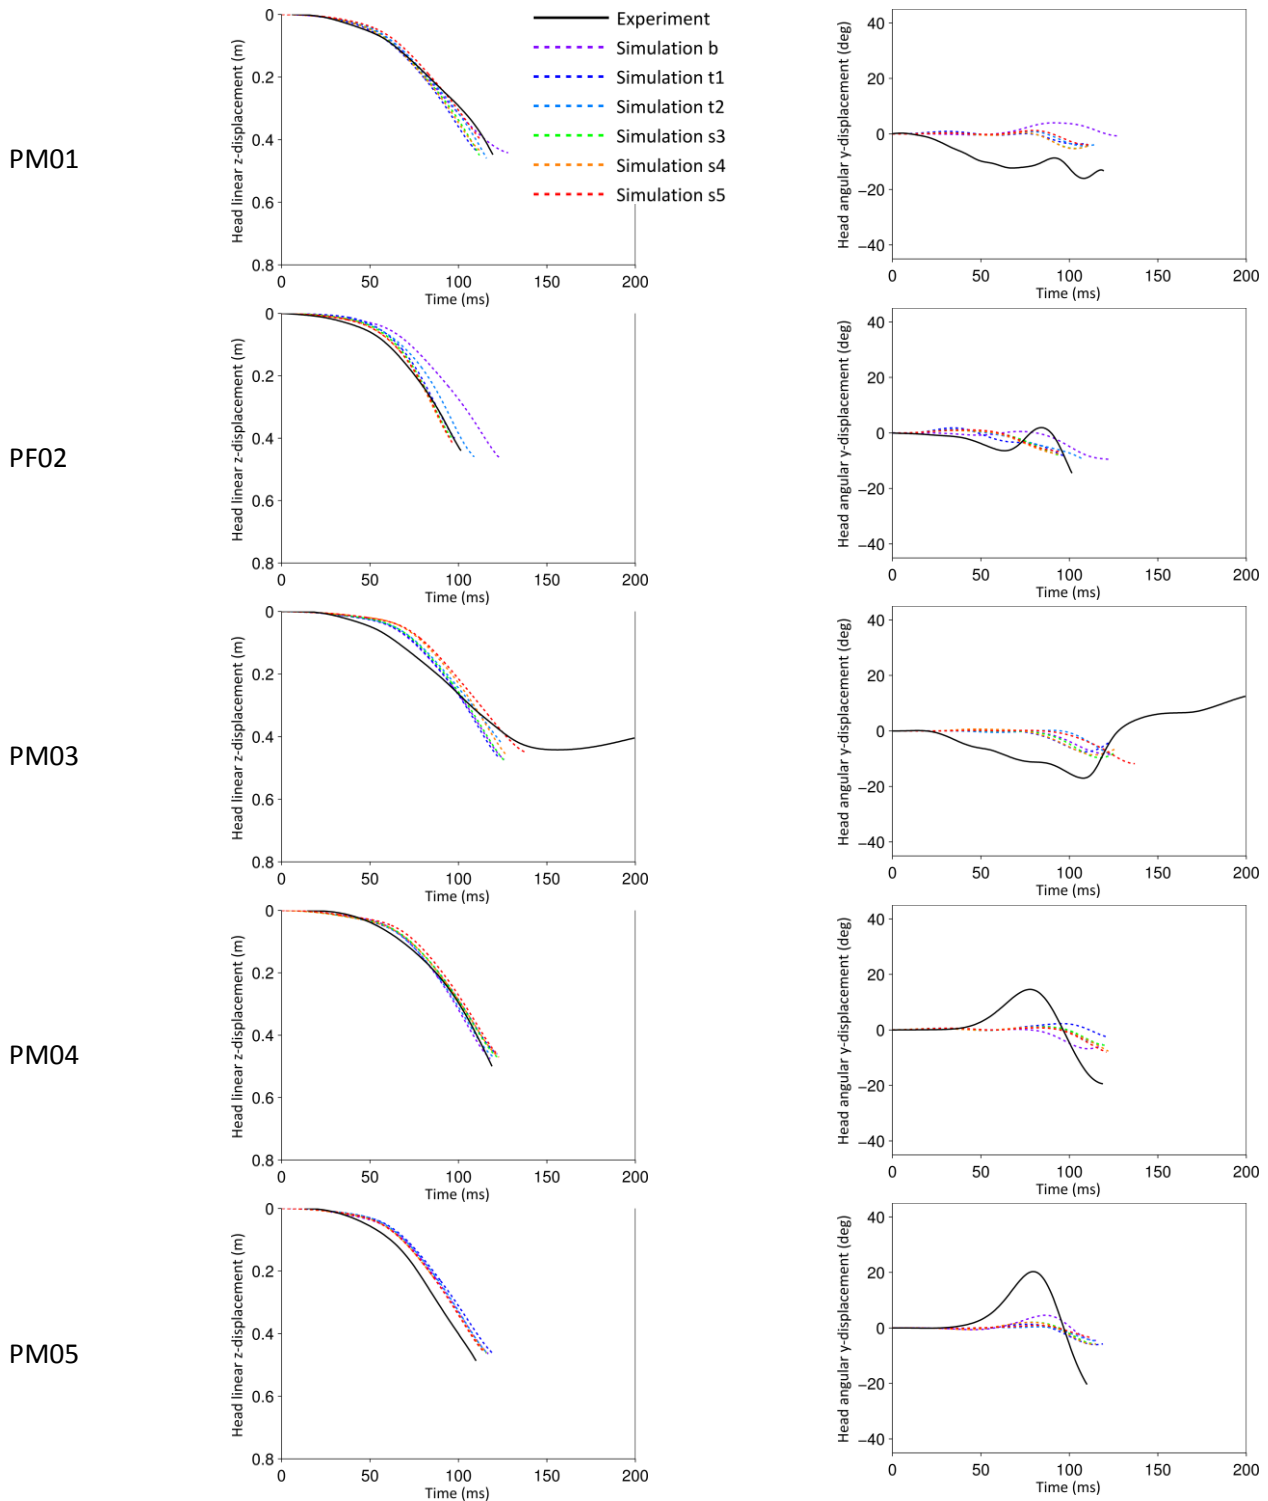 PM01
Head linear z-displacement (m)
0
0.2
0.4
0.6
0.8
0 50 100 150 200
Time (ms)
Experiment
Simulation b
Simulation t1
Simulation t2
Simulation s3
Simulation s4
Simulation s5
Head angular y-displacement (deg)
40
20
0
−20
−40
0 50 100 150 200
Time (ms)
PF02
Head linear z-displacement (m)
0
0.2
0.4
0.6
0.8
0 50 100 150 200
Time (ms)
Head angular y-displacement (deg)
40
20
0
−20
−40
0 50 100 150 200
Time (ms)
PM03
Head linear z-displacement (m)
0
0.2
0.4
0.6
0.8
0 50 100 150 200
Time (ms)
Head angular y-displacement (deg)
40
20
0
−20
−40
0 50 100 150 200
Time (ms)
PM04
Head linear z-displacement (m)
0
0.2
0.4
0.6
0.8
0 50 100 150 200
Time (ms)
Head angular y-displacement (deg)
40
20
0
−20
−40
0 50 100 150 200
Time (ms)
PM05
Head linear z-displacement (m)
0
0.2
0.4
0.6
0.8
0 50 100 150 200
Time (ms)
Head angular y-displacement (deg)
40
20
0
−20
−40
0 50 100 150 200
Time (ms)